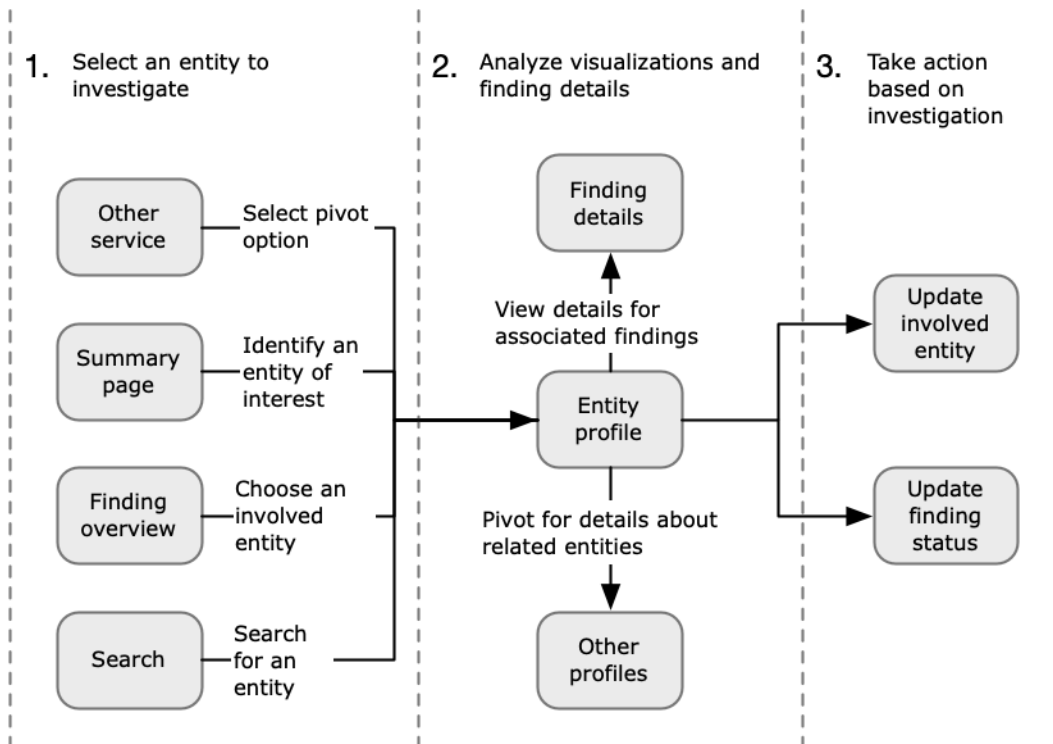 1. Select an entity to
investigate
2. Analyze visualizations and
finding details
3. Take action
based on
investigation
Other
service
Select pivot
option
Summary
page
Identify an
entity of
interest
Finding
overview
Choose an
involved
entity
Search
Search
for an
entity
Finding
details
View details for
associated findings
Entity
profile
Pivot for details about
related entities
Other
profiles
Update
involved
entity
Update
finding
status